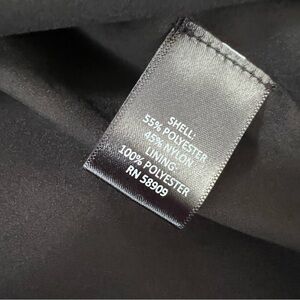 SHELL:
55% POLYESTER
45% NYLON
LINING:
100% POLYESTER
RN 58909